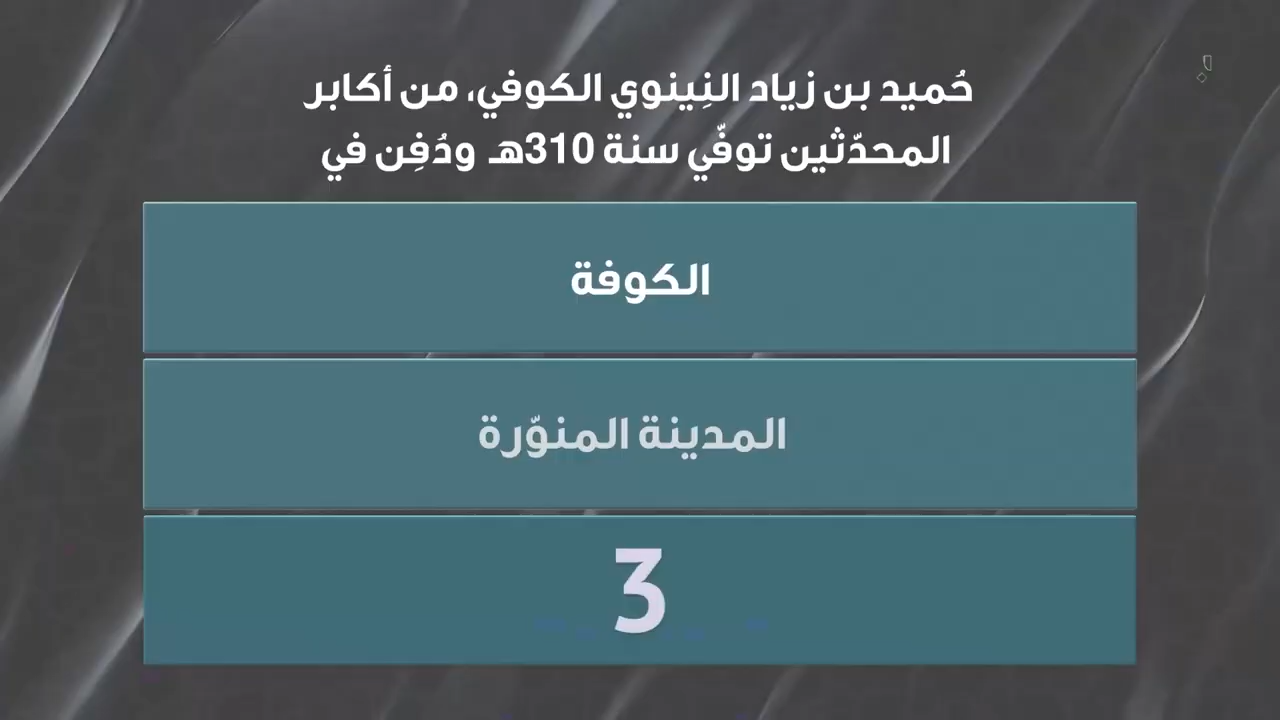 حُميد بن زياد النِينوي الكوفي، من أكابر
المحدّثين توفّي سنة 310هـ ودُفِن في
الكوفة
المدينة المنوّرة
3